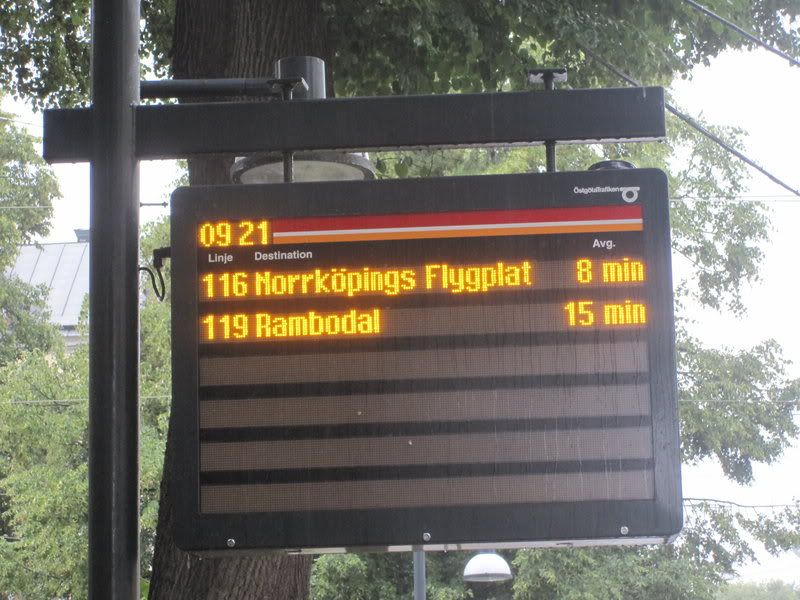 ÖstgötaTrafiken
09 21
Linje Destination Avg.
116 Norrköpings Flygplat 8 min
119 Rambodal 15 min